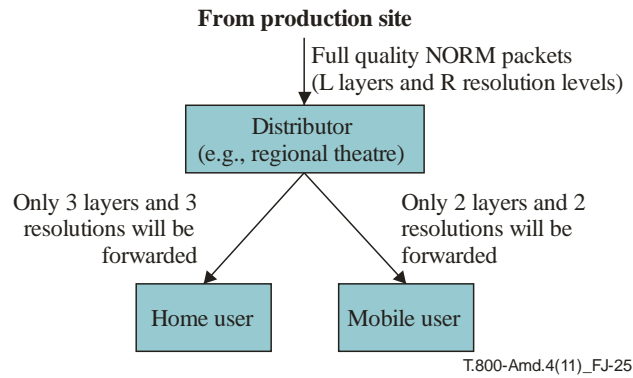 From production site
Full quality NORM packets
(L layers and R resolution levels)
Distributor
(e.g., regional theatre)
Only 3 layers and 3
resolutions will be
forwarded
Only 2 layers and 2
resolutions will be
forwarded
Home user
Mobile user
T.800-Amd.4(11)_FJ-25